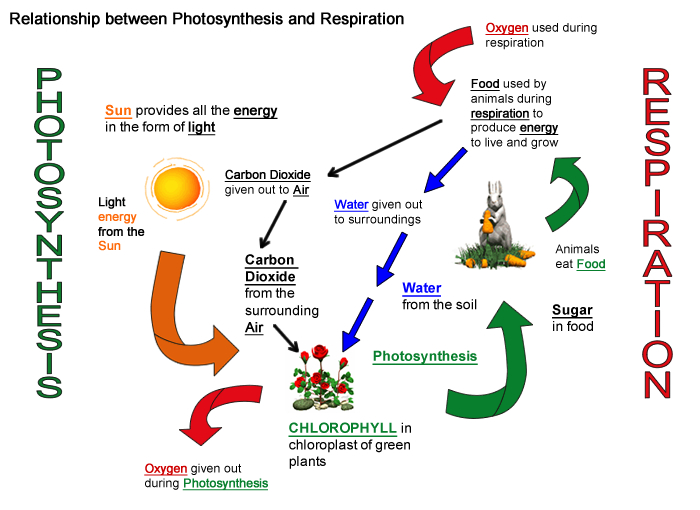 Relationship between Photosynthesis and Respiration
PHOTOSYNTHESIS
RESPIRATION
Oxygen used during
respiration
Food used by
animals during
respiration to
produce energy
to live and grow
Sun provides all the energy
in the form of light
Carbon Dioxide
given out to Air
Light
energy
from the
Sun
Water given out
to surroundings
Animals
eat Food
Carbon
Dioxide
from the
surrounding
Air
Water
from the soil
Sugar
in food
Photosynthesis
CHLOROPHYLL in
chloroplast of green
plants
Oxygen given out
during Photosynthesis